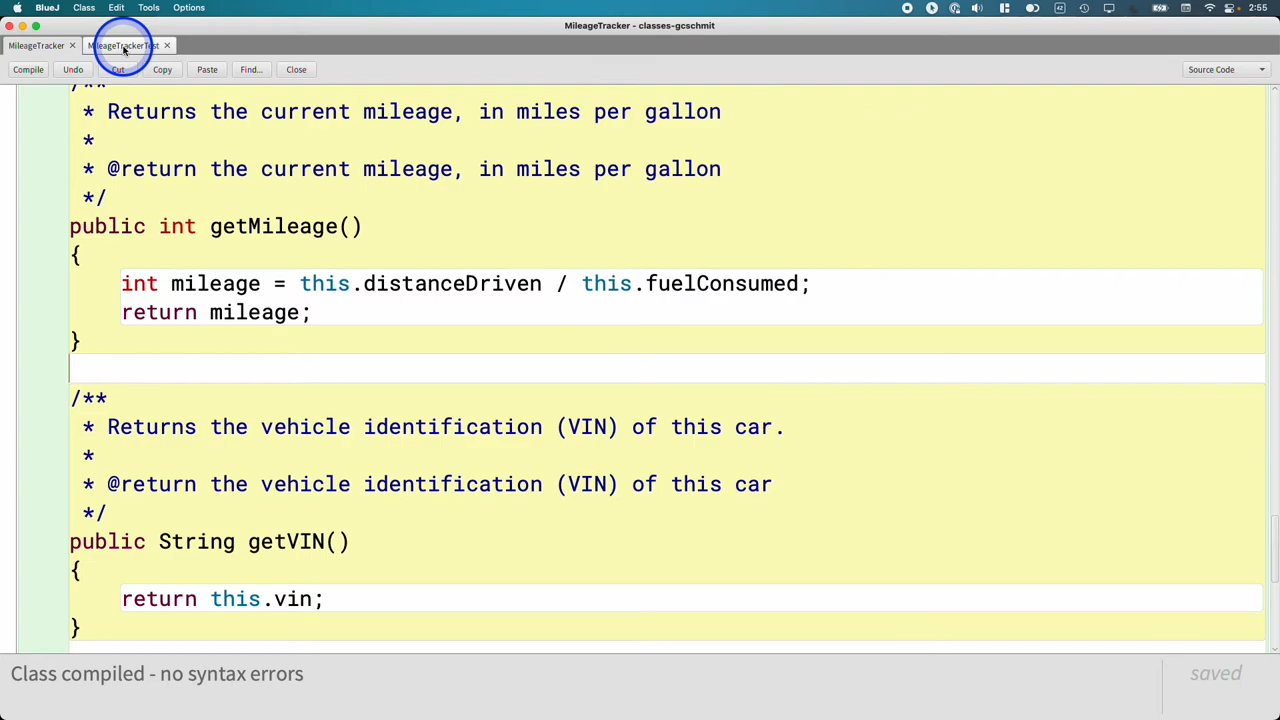 BlueJ Class Edit Tools Options 2:55
MileageTracker - classes-gcschmit
MileageTracker MileageTrackerTest
Compile Undo Cut Copy Paste Find... Close Source Code
/**
* Returns the current mileage, in miles per gallon
*
* @return the current mileage, in miles per gallon
*/
public int getMileage()
{
int mileage = this.distanceDriven / this.fuelConsumed;
return mileage;
}
/**
* Returns the vehicle identification (VIN) of this car.
*
* @return the vehicle identification (VIN) of this car
*/
public String getVIN()
{
return this.vin;
}
Class compiled - no syntax errors
saved